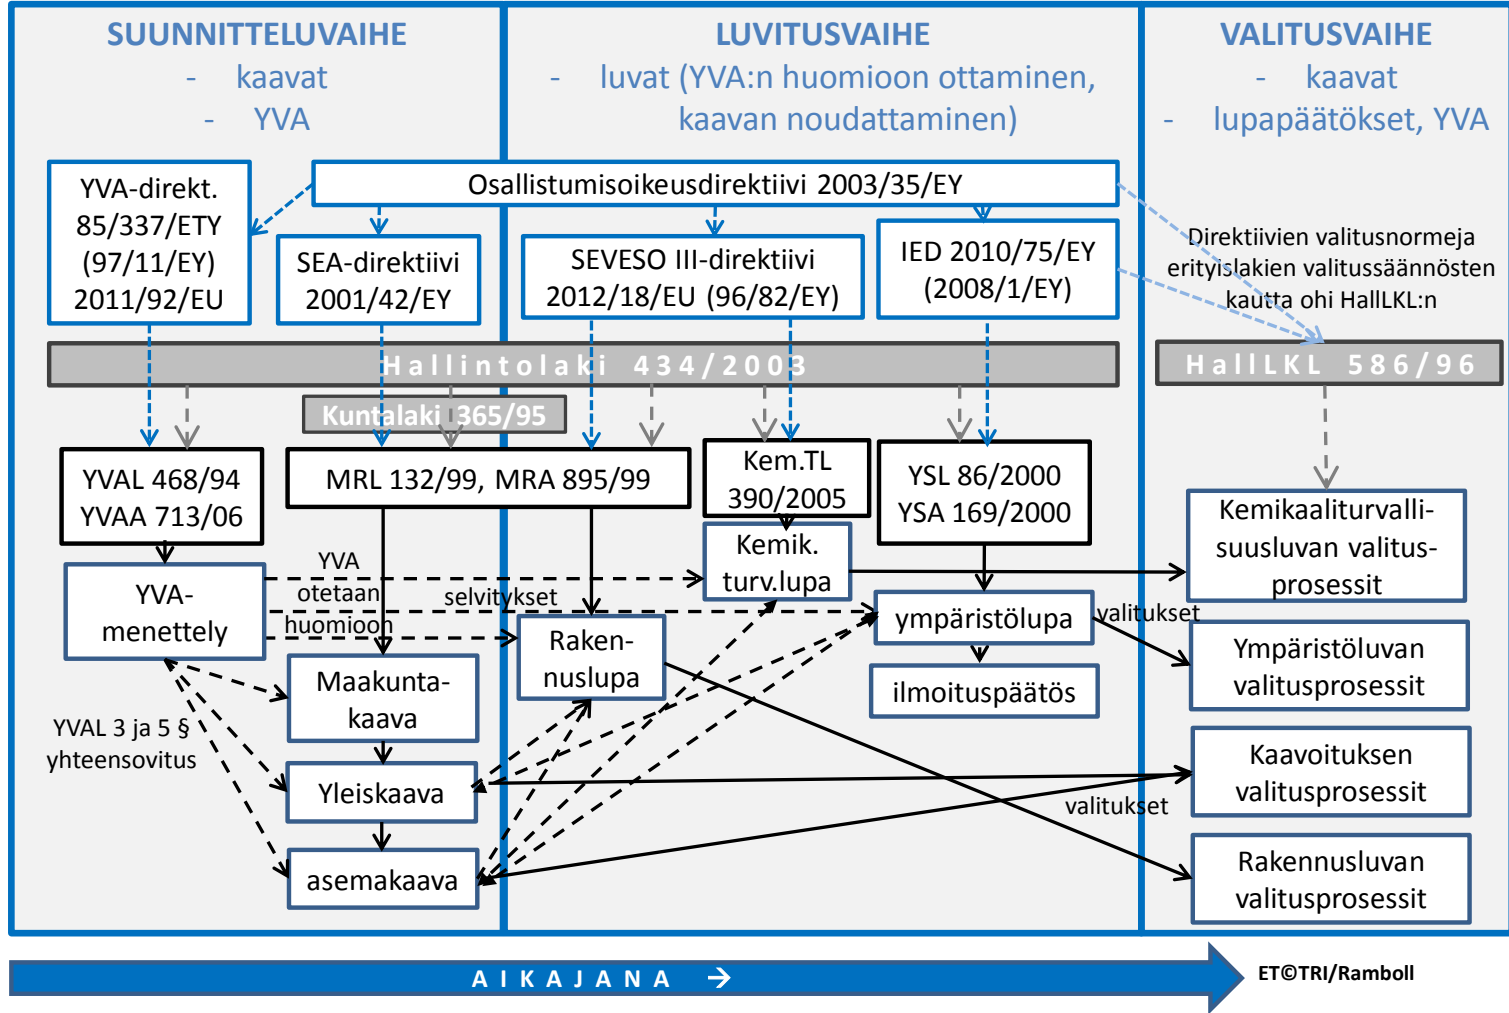 SUUNNITTELUVAIHE
- kaavat
- YVA
LUVITUSVAIHE
- luvat (YVA:n huomioon ottaminen,
kaavan noudattaminen)
VALITUSVAIHE
- kaavat
- lupapäätökset, YVA
YVA-direkt.
85/337/ETY
(97/11/EY)
2011/92/EU
Osallistumisoikeusdirektiivi 2003/35/EY
SEA-direktiivi
2001/42/EY
SEVESO III-direktiivi
2012/18/EU (96/82/EY)
IED 2010/75/EY
(2008/1/EY)
Direktiivien valitusnormeja
erityislakien valitussäännösten
kautta ohi HallLKL:n
Hallintolaki 434/2003
HallLKL 586/96
Kuntalaki 365/95
YVAL 468/94
YVAA 713/06
MRL 132/99, MRA 895/99
Kem.TL
390/2005
YSL 86/2000
YSA 169/2000
Kemikaaliturvalli-
suusluvan valitus-
prosessit
YVA-
menettely
YVA
otetaan
huomioon
selvitykset
Kemik.
turv.lupa
Raken-
nuslupa
ympäristölupa
valitukset
ilmoituspäätös
Ympäristöluvan
valitusprosessit
Maakunta-
kaava
YVAL 3 ja 5 §
yhteensovitus
Yleiskaava
Kaavoituksen
valitusprosessit
valitukset
asemakaava
Rakennusluvan
valitusprosessit
AIKAJANA →
ET©TRI/Ramboll